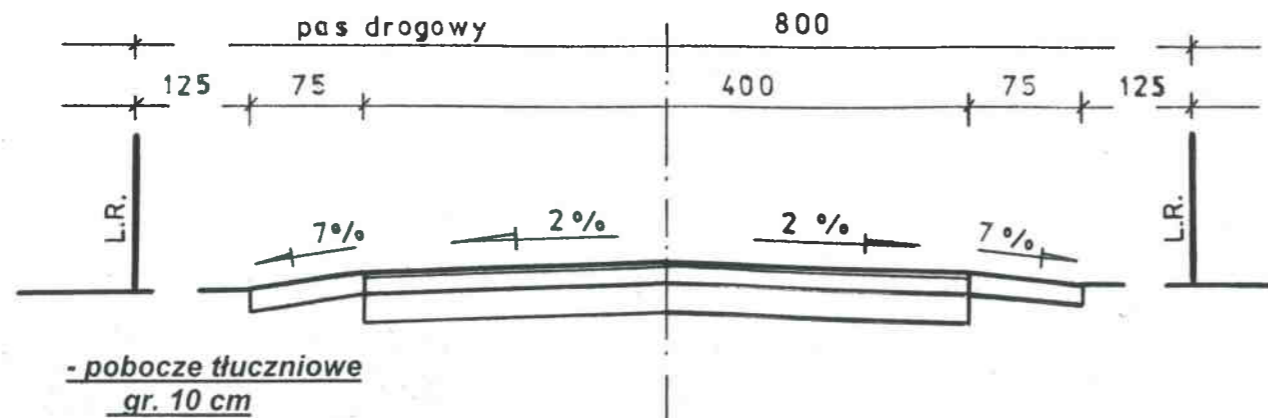 pas drogowy 800
125 75 400 75 125
L.R. L.R.
7% 2% 2% 7%
- pobocze tłuczniowe
gr. 10 cm